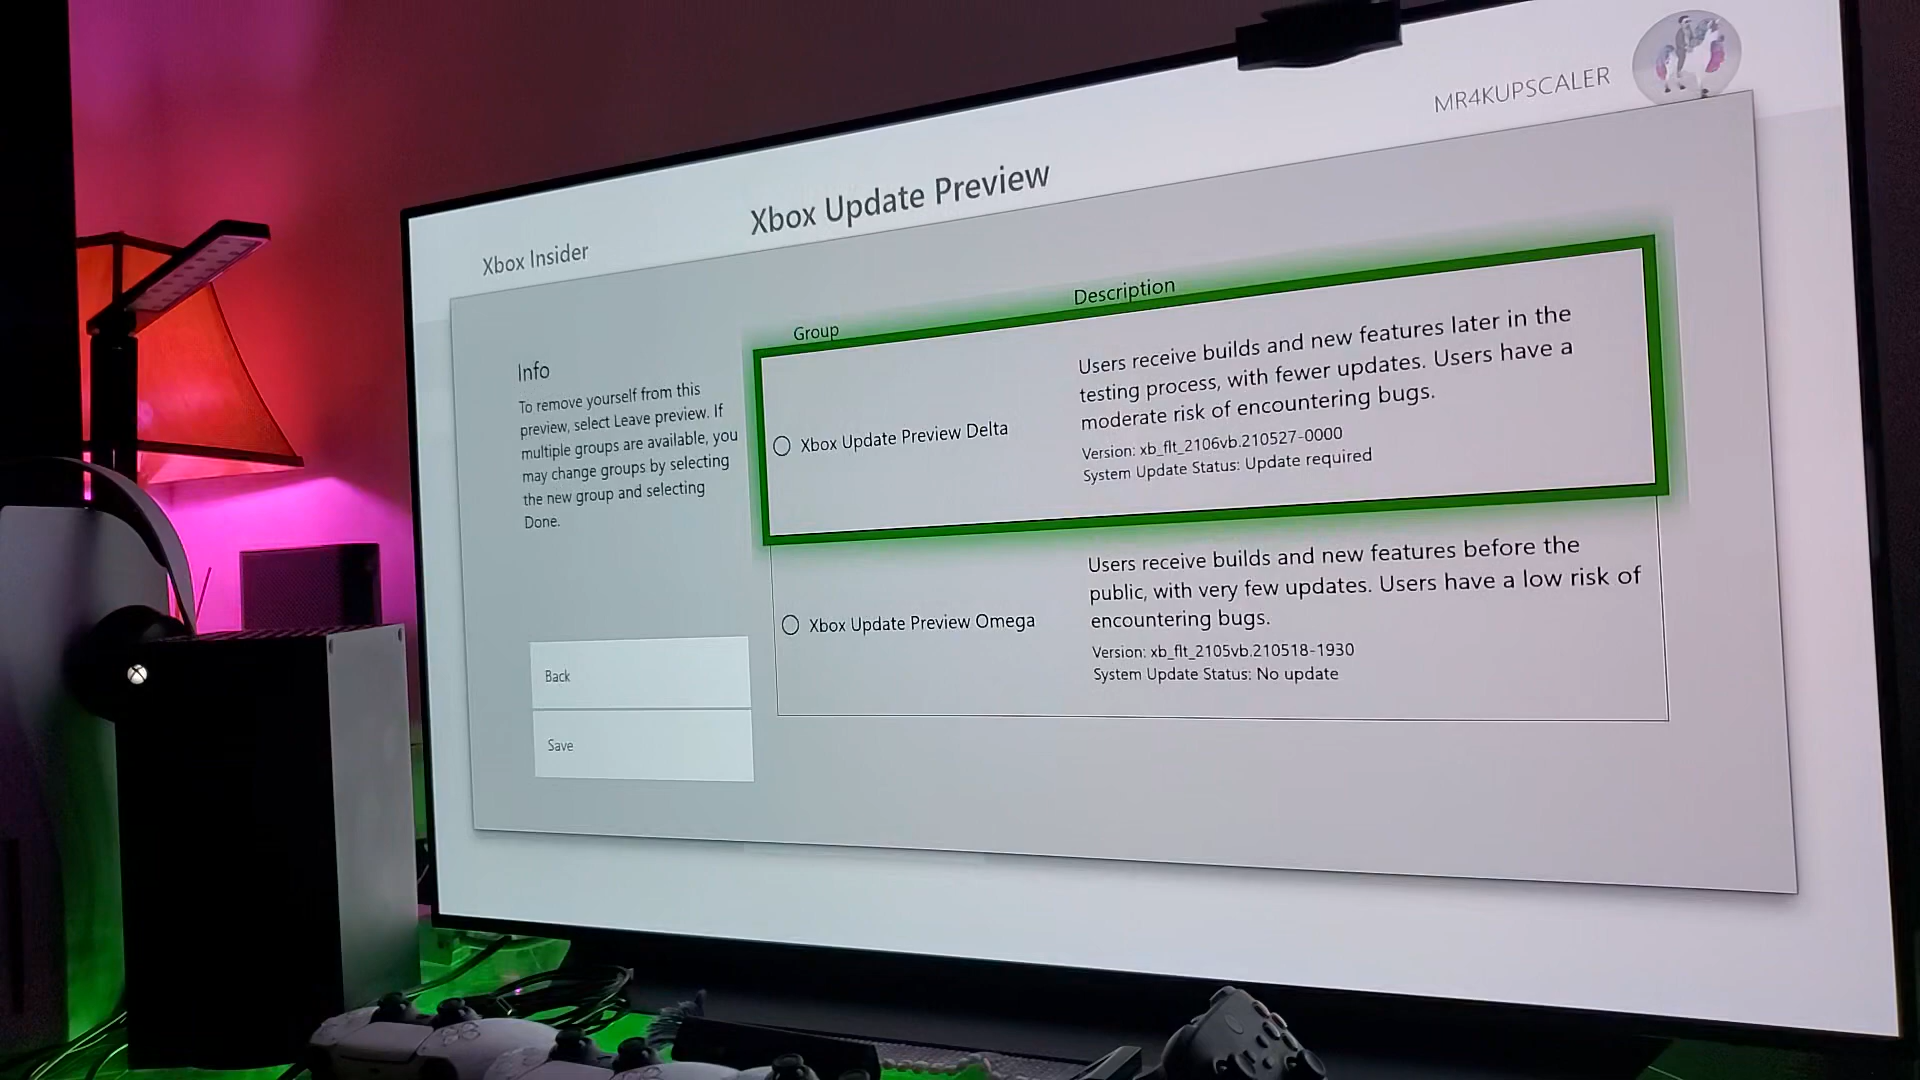 MR4KUPSCALER
Xbox Update Preview
Xbox Insider
Info
To remove yourself from this
preview, select Leave preview. If
multiple groups are available, you
may change groups by selecting
the new group and selecting
Done.
Back
Save
Group
Description
Xbox Update Preview Delta
Users receive builds and new features later in the
testing process, with fewer updates. Users have a
moderate risk of encountering bugs.
Version: xb_flt_2106vb.210527-0000
System Update Status: Update required
Xbox Update Preview Omega
Users receive builds and new features before the
public, with very few updates. Users have a low risk of
encountering bugs.
Version: xb_flt_2105vb.210518-1930
System Update Status: No update